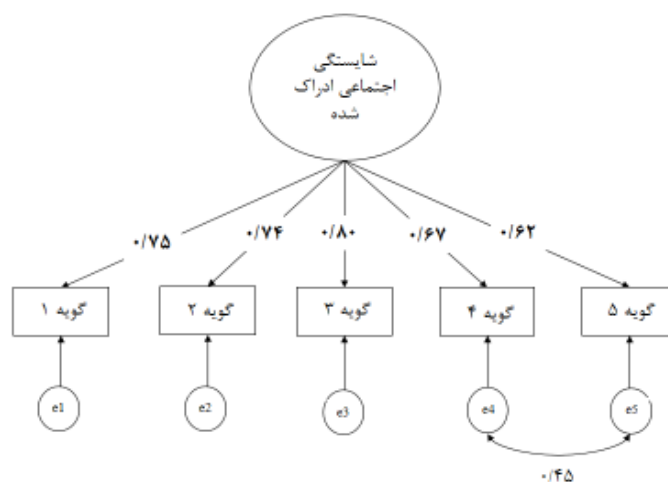 شایستگی
اجتماعی ادراک
شده
۰/۷۵
۰/۷۴
۰/۸۰
۰/۶۷
۰/۶۲
گویه ۱
گویه ۲
گویه ۳
گویه ۴
گویه ۵
e1
e2
e3
e4
e5
۰/۴۵